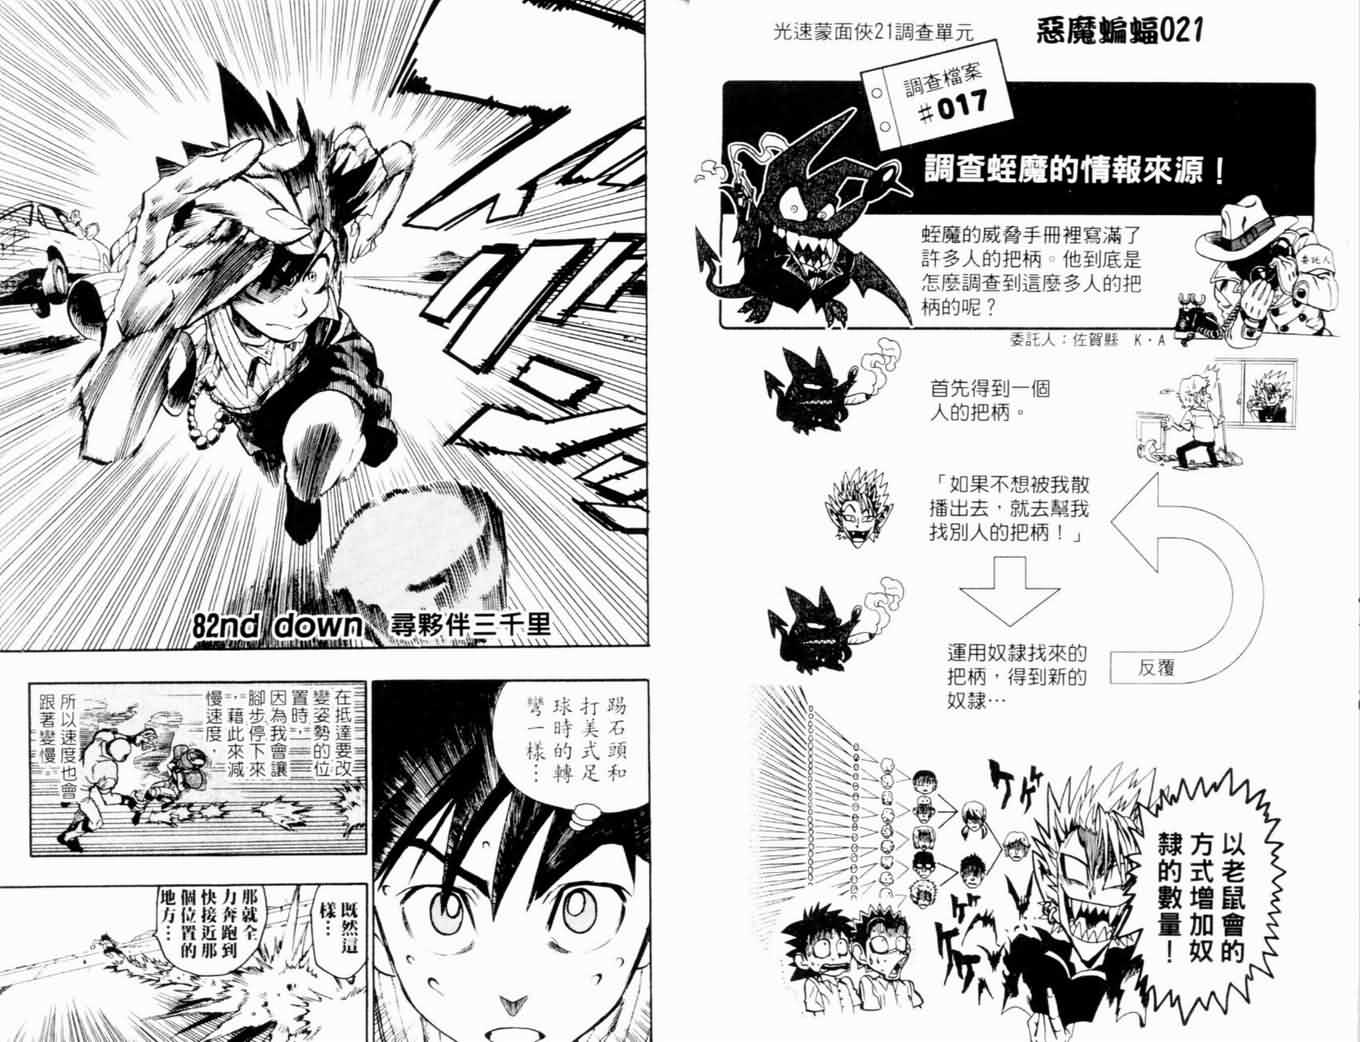 光速蒙面俠21調查單元
惡魔蝙蝠021
調查檔案
#017
調查蛭魔的情報來源！
蛭魔的威脅手冊裡寫滿了
許多人的把柄。他到底是
怎麼調查到這麼多人的把
柄的呢？
委託人
委託人：佐賀縣 K・A
首先得到一個
人的把柄。
「如果不想被我散
播出去，就去幫我
找別人的把柄！」
運用奴隸找來的
把柄，得到新的
奴隸…
反覆
ケケ
ケケケ
以老鼠會的
方式增加奴
隸的數量！
82nd down 尋夥伴三千里
踢石頭和
打美式足
球時的轉
彎一樣…
在抵達要改
變姿勢的位
置時，
因為我會讓
腳步停下來
，藉此來減
慢速度，
所以速度也會
跟著變慢。
既然這
樣…
那就全
力奔跑到
快接近那
個位置的
地方…